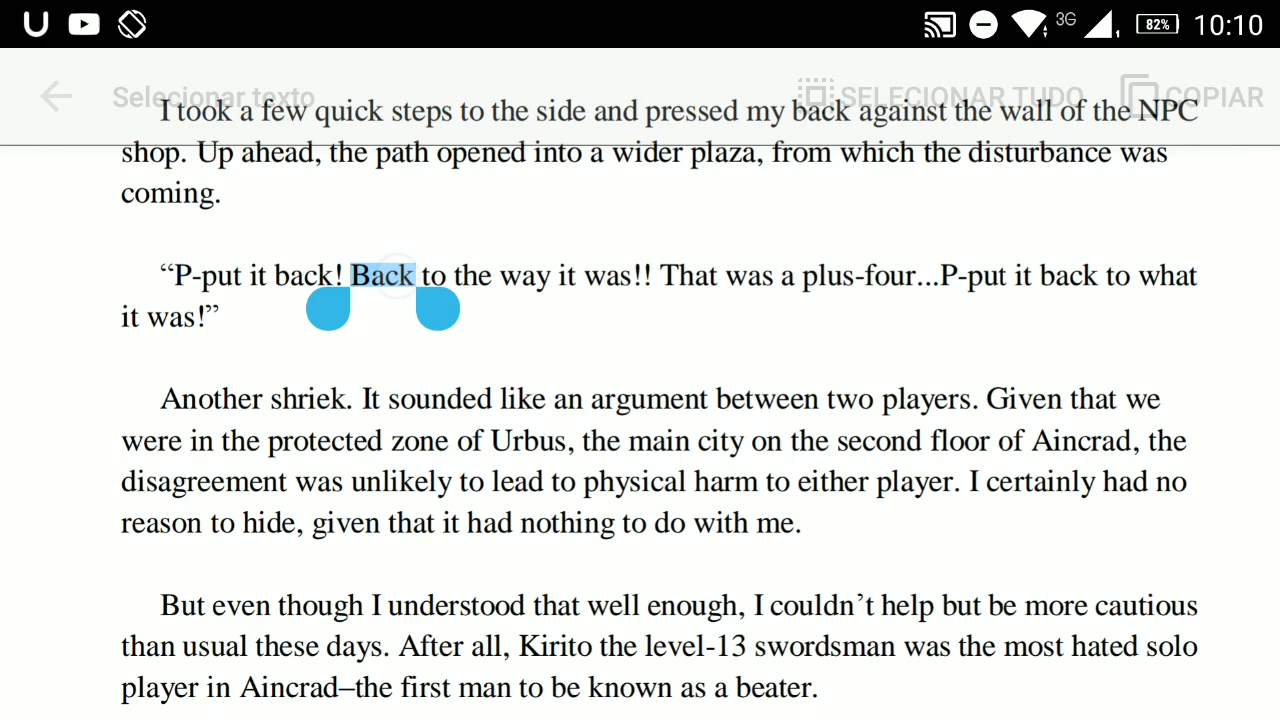 3G 82% 10:10
Selecionar texto SELECIONAR TUDO COPIAR
I took a few quick steps to the side and pressed my back against the wall of the NPC
shop. Up ahead, the path opened into a wider plaza, from which the disturbance was
coming.
“P-put it back! Back to the way it was!! That was a plus-four...P-put it back to what
it was!”
Another shriek. It sounded like an argument between two players. Given that we
were in the protected zone of Urbus, the main city on the second floor of Aincrad, the
disagreement was unlikely to lead to physical harm to either player. I certainly had no
reason to hide, given that it had nothing to do with me.
But even though I understood that well enough, I couldn’t help but be more cautious
than usual these days. After all, Kirito the level-13 swordsman was the most hated solo
player in Aincrad–the first man to be known as a beater.